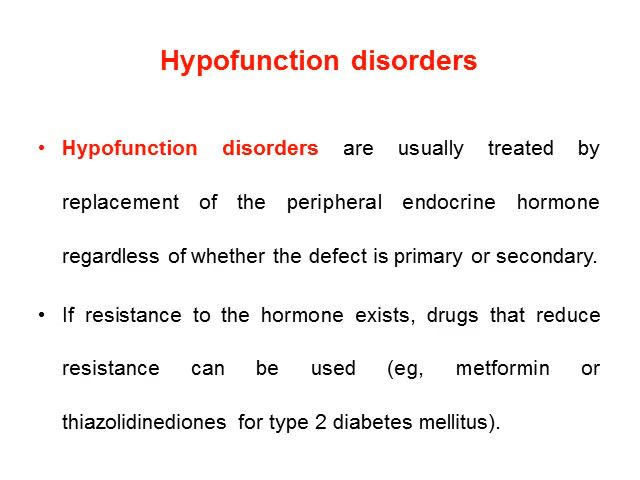 Hypofunction disorders
• Hypofunction disorders are usually treated by
replacement of the peripheral endocrine hormone
regardless of whether the defect is primary or secondary.
• If resistance to the hormone exists, drugs that reduce
resistance can be used (eg, metformin or
thiazolidinediones for type 2 diabetes mellitus).